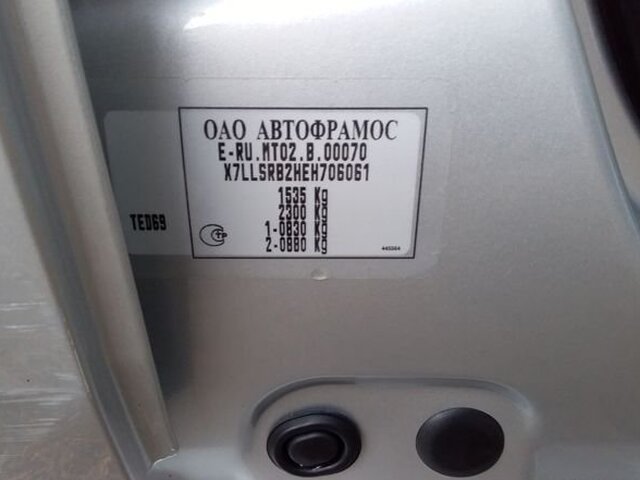 ОАО АВТОФРАМОС
E-RU.MT02.B.00070
X7LLSRB2HEH706061
1535 Kg
2300 Kg
1-0830 Kg
2-0880 Kg
TED69